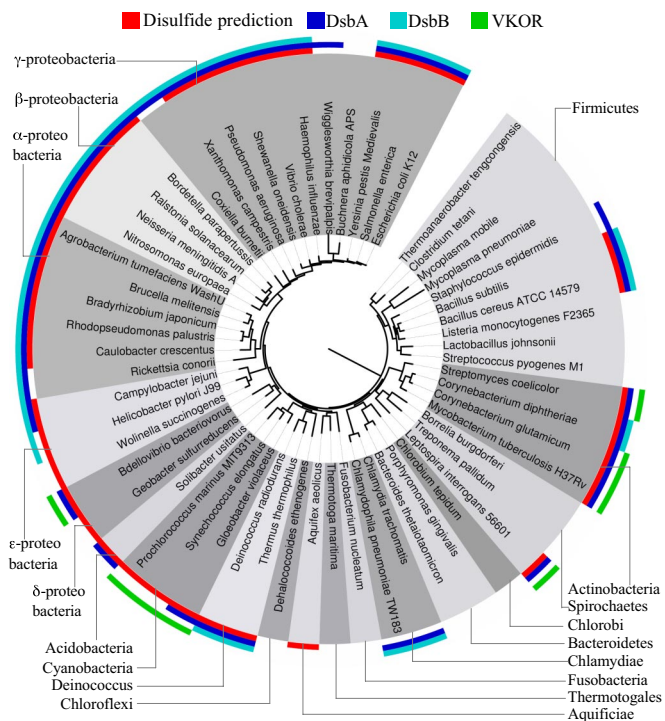 Disulfide prediction DsbA DsbB VKOR
γ-proteobacteria
β-proteobacteria
α-proteo
bacteria
Firmicutes
Coxiella burnetii
Xanthomonas campestris
Pseudomonas aeruginosa
Shewanella oneidensis
Vibrio cholerae
Haemophilus influenzae
Wigglesworthia brevipalpis
Buchnera aphidicola APS
Yersinia pestis Medievalis
Salmonella enterica
Escherichia coli K12
Thermoanaerobacter tengcongensis
Clostridium tetani
Mycoplasma mobile
Mycoplasma pneumoniae
Staphylococcus epidermidis
Bacillus subtilis
Bacillus cereus ATCC 14579
Listeria monocytogenes F2365
Lactobacillus johnsonii
Streptococcus pyogenes M1
Streptomyces coelicolor
Corynebacterium diphtheriae
Corynebacterium glutamicum
Mycobacterium tuberculosis H37Rv
Borrelia burgdorferi
Treponema pallidum
Leptospira interrogans 56601
Chlorobium tepidum
Porphyromonas gingivalis
Bacteroides thetaiotaomicron
Chlamydia trachomatis
Chlamydophila pneumoniae TW183
Fusobacterium nucleatum
Thermotoga maritima
Aquifex aeolicus
Dehalococcoides ethenogenes
Thermus thermophilus
Deinococcus radiodurans
Gloeobacter violaceus
Synechococcus elongatus
Prochlorococcus marinus MIT9313
Solibacter usitatus
Geobacter sulfurreducens
Bdellovibrio bacteriovorus
Wolinella succinogenes
Helicobacter pylori J99
Campylobacter jejuni
Rickettsia conorii
Caulobacter crescentus
Rhodopseudomonas palustris
Bradyrhizobium japonicum
Brucella melitensis
Agrobacterium tumefaciens WashU
Nitrosomonas europaea
Neisseria meningitidis A
Ralstonia solanacearum
Bordetella parapertussis
ε-proteo
bacteria
δ-proteo
bacteria
Acidobacteria
Cyanobacteria
Deinococcus
Chloroflexi
Actinobacteria
Spirochaetes
Chlorobi
Bacteroidetes
Chlamydiae
Fusobacteria
Thermotogales
Aquificiae